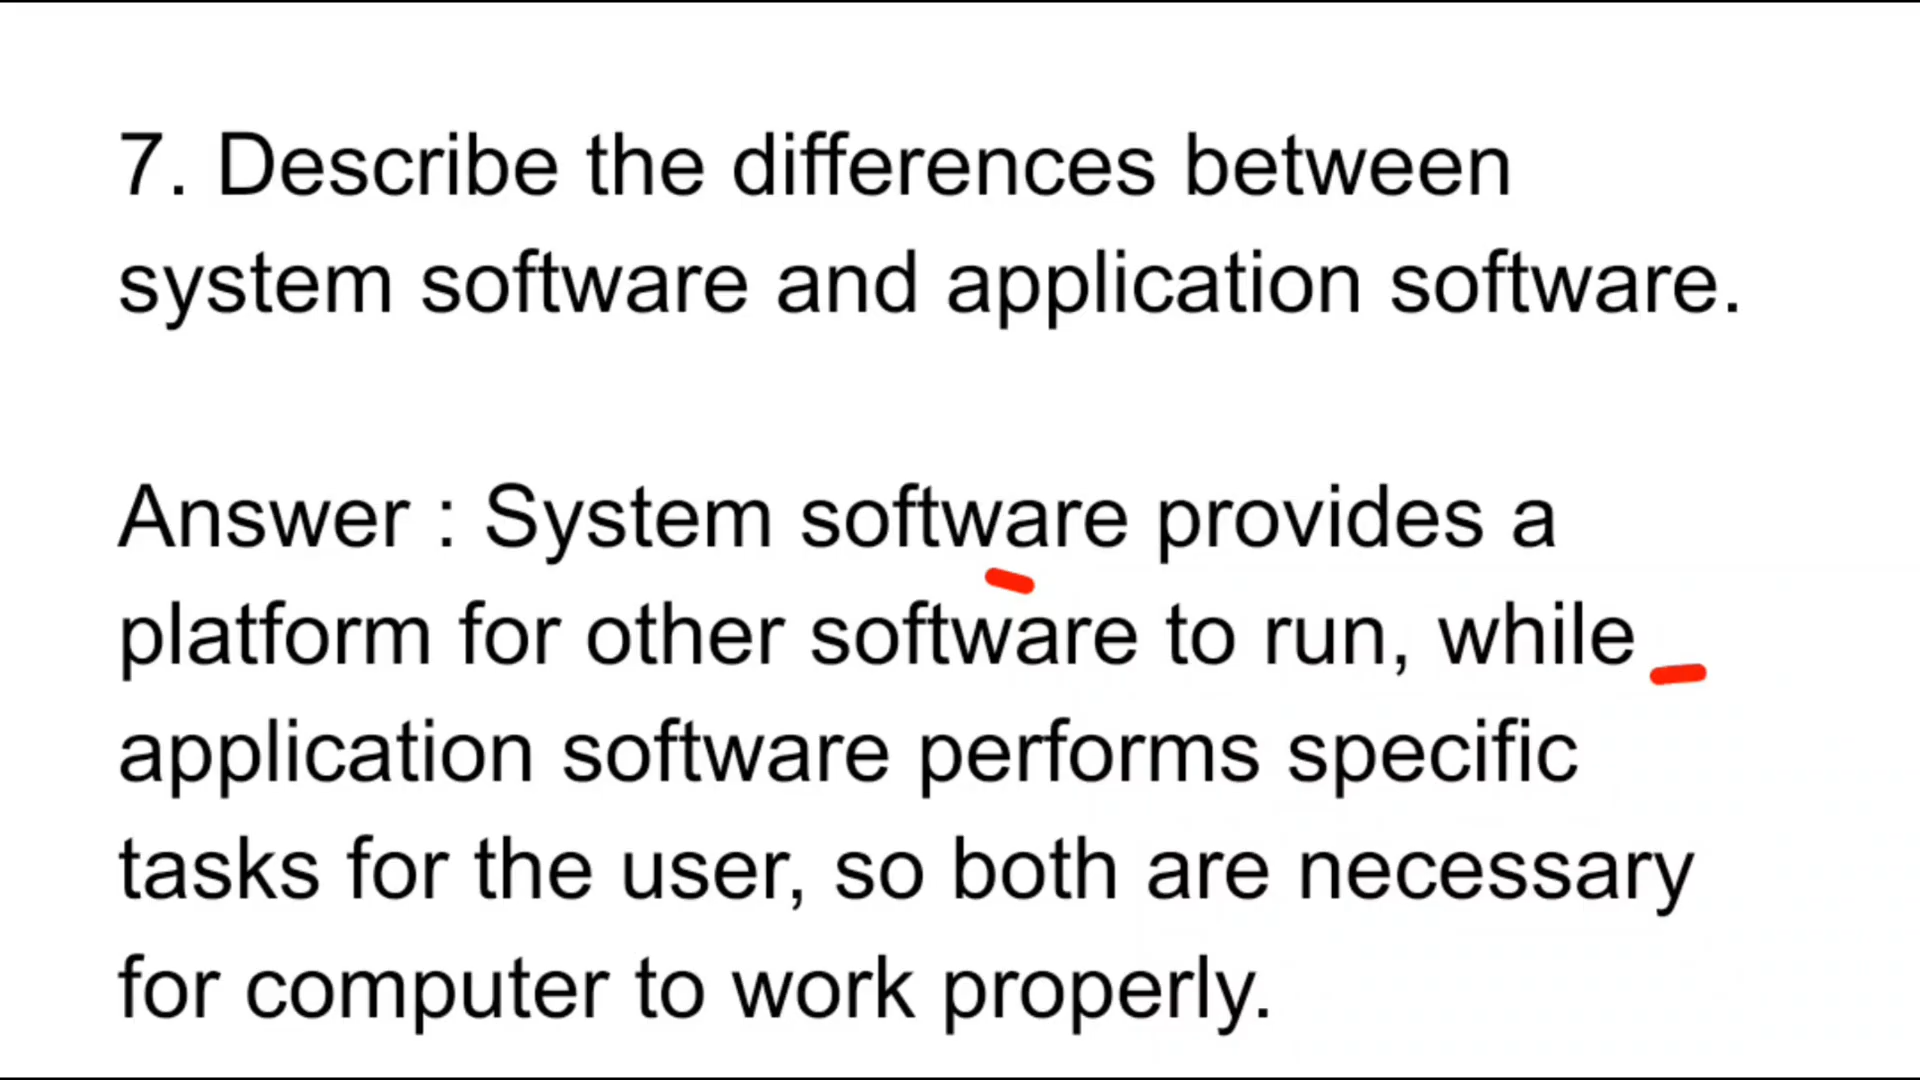 7. Describe the differences between
system software and application software.
Answer : System software provides a
platform for other software to run, while
application software performs specific
tasks for the user, so both are necessary
for computer to work properly.